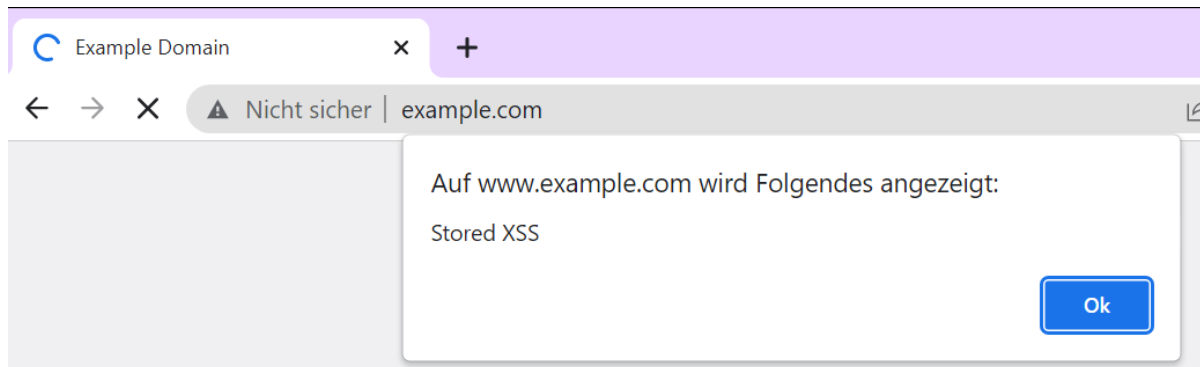 Example Domain
Nicht sicher | example.com
Auf www.example.com wird Folgendes angezeigt:
Stored XSS
Ok